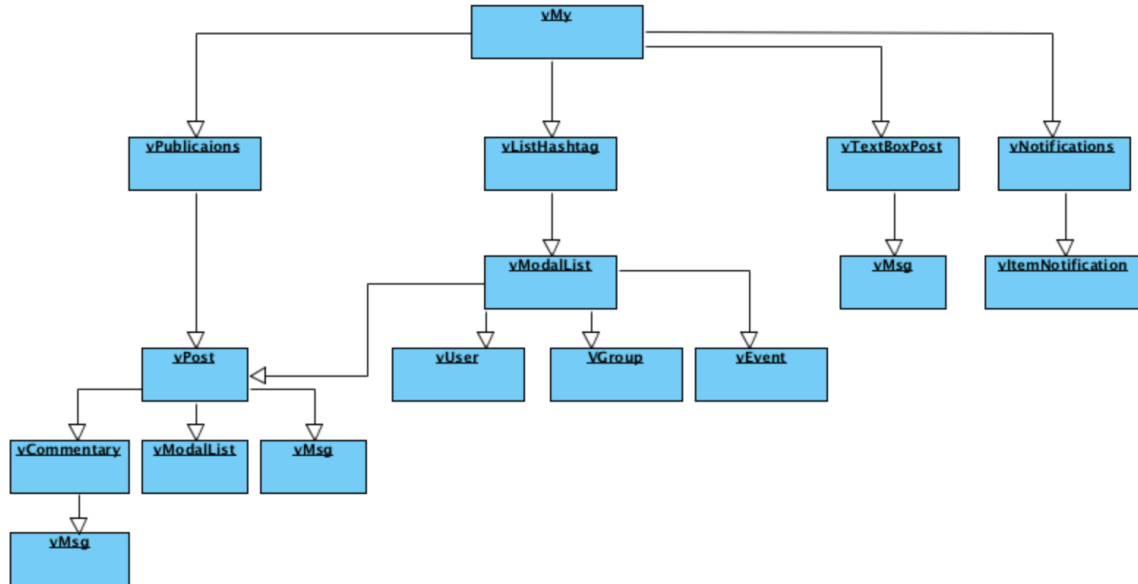 vMy
vPublicaions
vListHashtag
vTextBoxPost
vNotifications
vModalList
vMsg
vItemNotification
vPost
vUser
VGroup
vEvent
vCommentary
vModalList
vMsg
vMsg